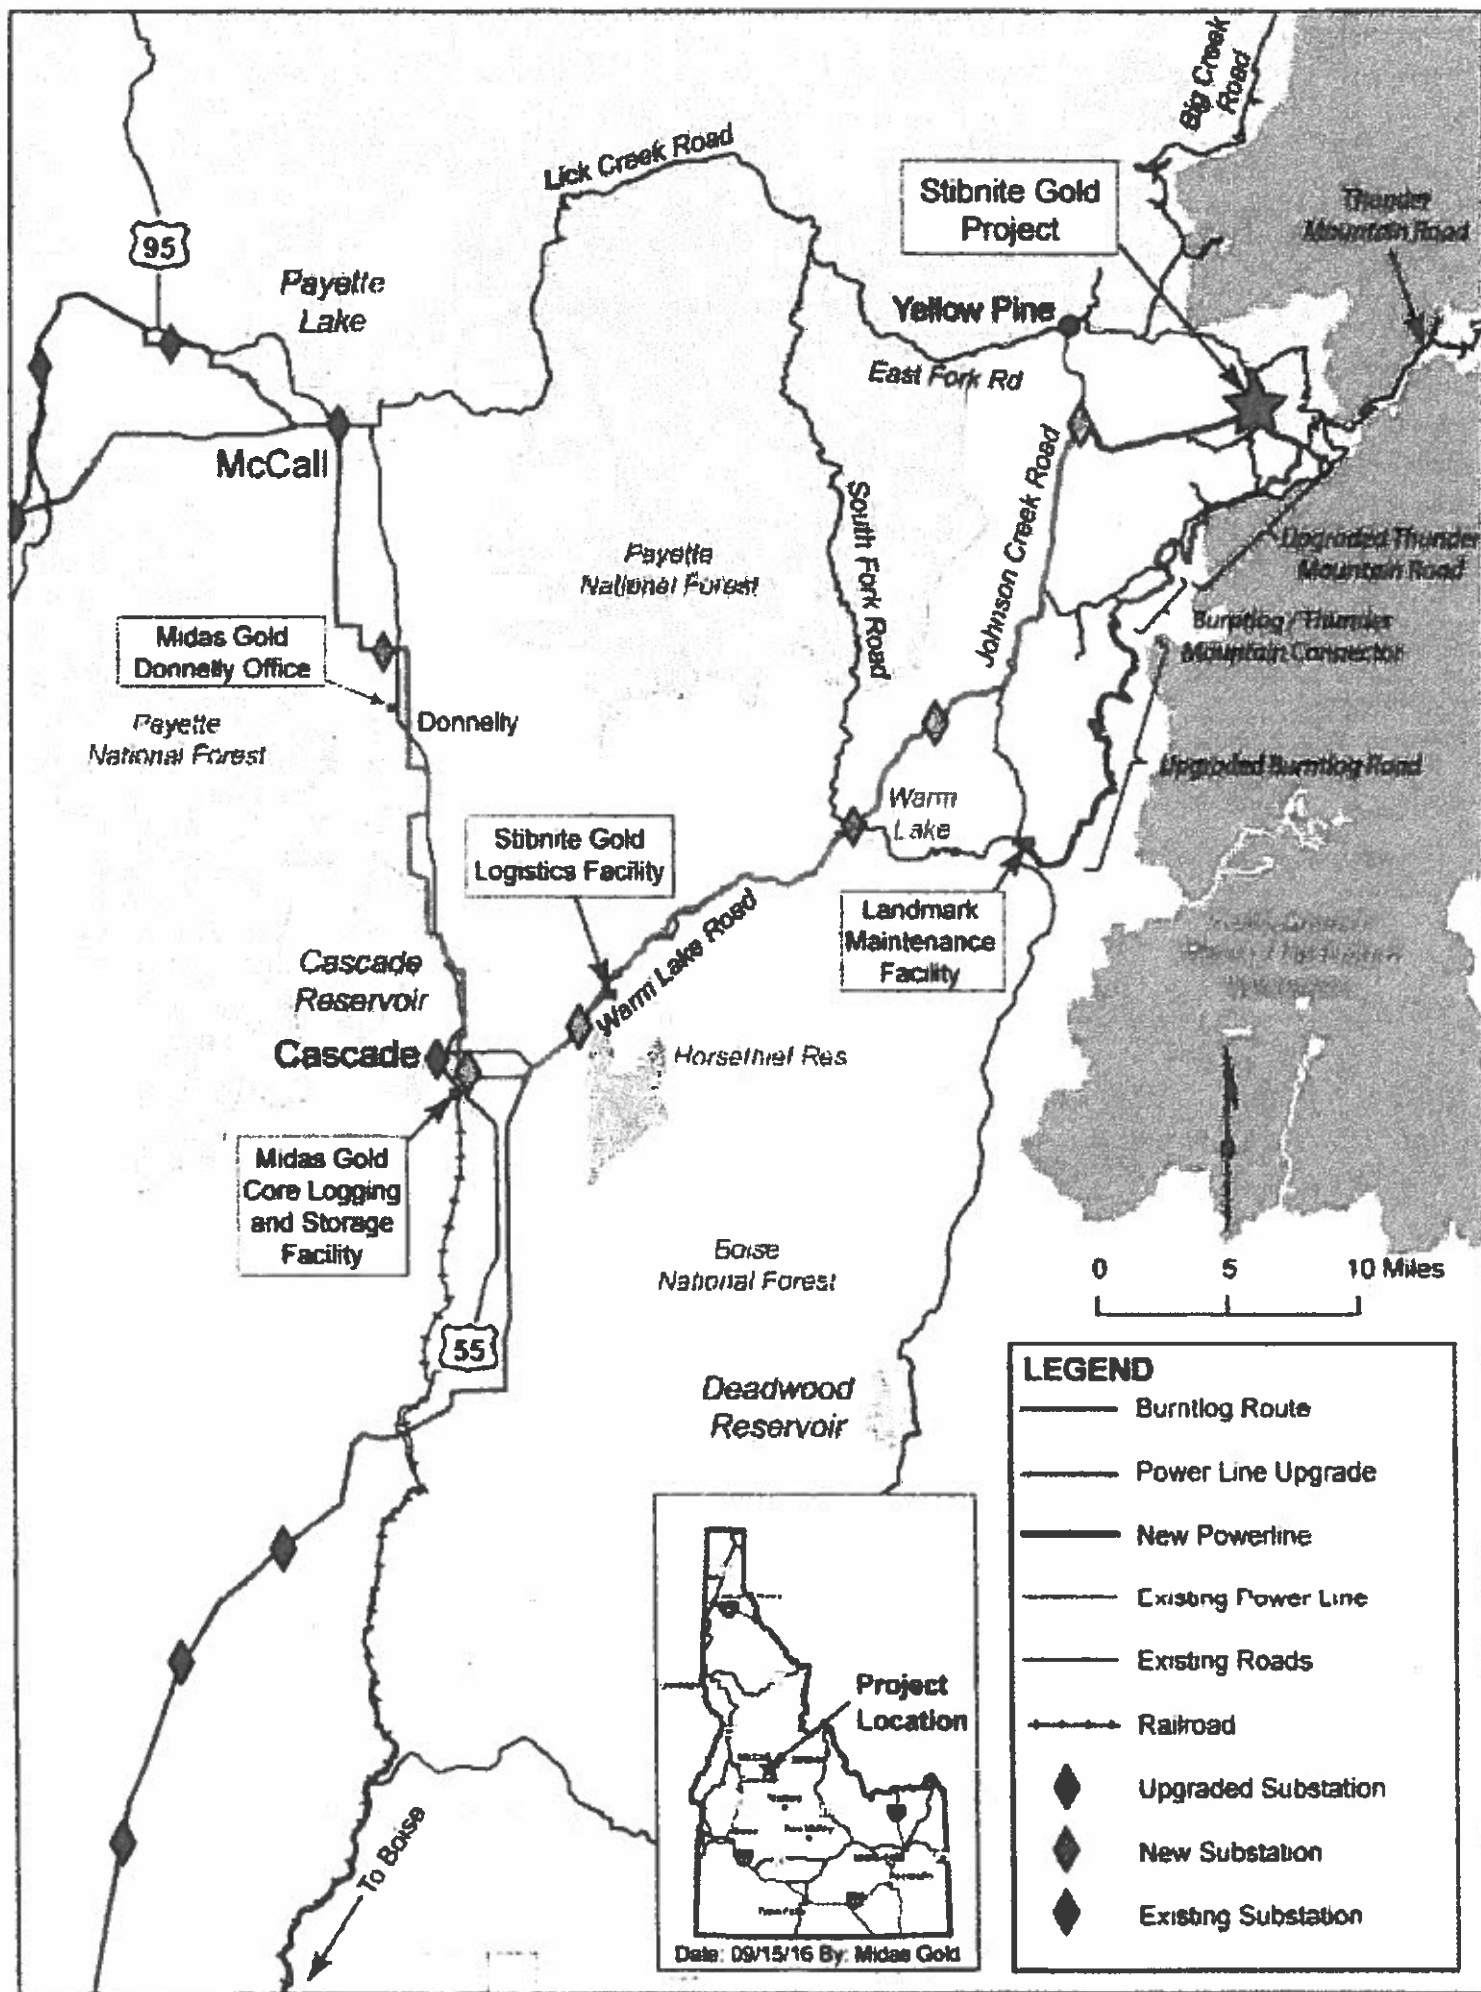 Big Creek
Road
Lick Creek Road
Stibnite Gold
Project
Thunder
Mountain Road
95
Payette
Lake
Yellow Pine
East Fork Rd
McCall
South Fork Road
Johnson Creek Road
Payette
National Forest
Upgraded Thunder
Mountain Road
Burntlog / Thunder
Mountain Connector
Midas Gold
Donnelly Office
Donnelly
Payette
National Forest
Upgraded Burntlog Road
Warm
Lake
Stibnite Gold
Logistics Facility
Landmark
Maintenance
Facility
Warm Lake Road
Cascade
Reservoir
Cascade
Horsethief Res
Midas Gold
Core Logging
and Storage
Facility
Boise
National Forest
0 5 10 Miles
55
Deadwood
Reservoir
LEGEND
Burntlog Route
Power Line Upgrade
New Powerline
Existing Power Line
Existing Roads
Railroad
Upgraded Substation
New Substation
Existing Substation
Project
Location
To Boise
Date: 09/15/16 By: Midas Gold